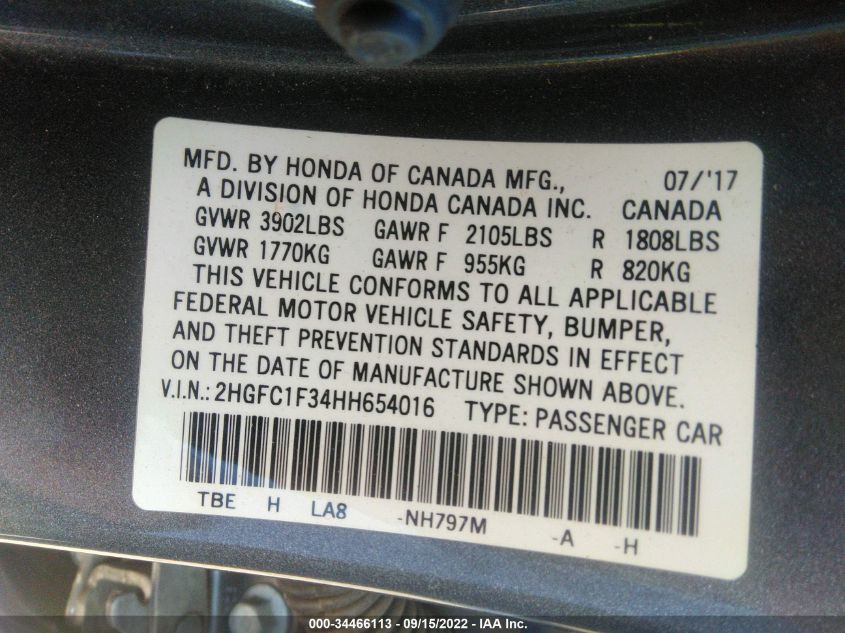 MFD. BY HONDA OF CANADA MFG., 07/'17
A DIVISION OF HONDA CANADA INC. CANADA
GVWR 3902LBS GAWR F 2105LBS R 1808LBS
GVWR 1770KG GAWR F 955KG R 820KG
THIS VEHICLE CONFORMS TO ALL APPLICABLE
FEDERAL MOTOR VEHICLE SAFETY, BUMPER,
AND THEFT PREVENTION STANDARDS IN EFFECT
ON THE DATE OF MANUFACTURE SHOWN ABOVE.
V.I.N.: 2HGFC1F34HH654016 TYPE: PASSENGER CAR
TBE H LA8 -NH797M -A -H
000-34466113 - 09/15/2022 - IAA Inc.